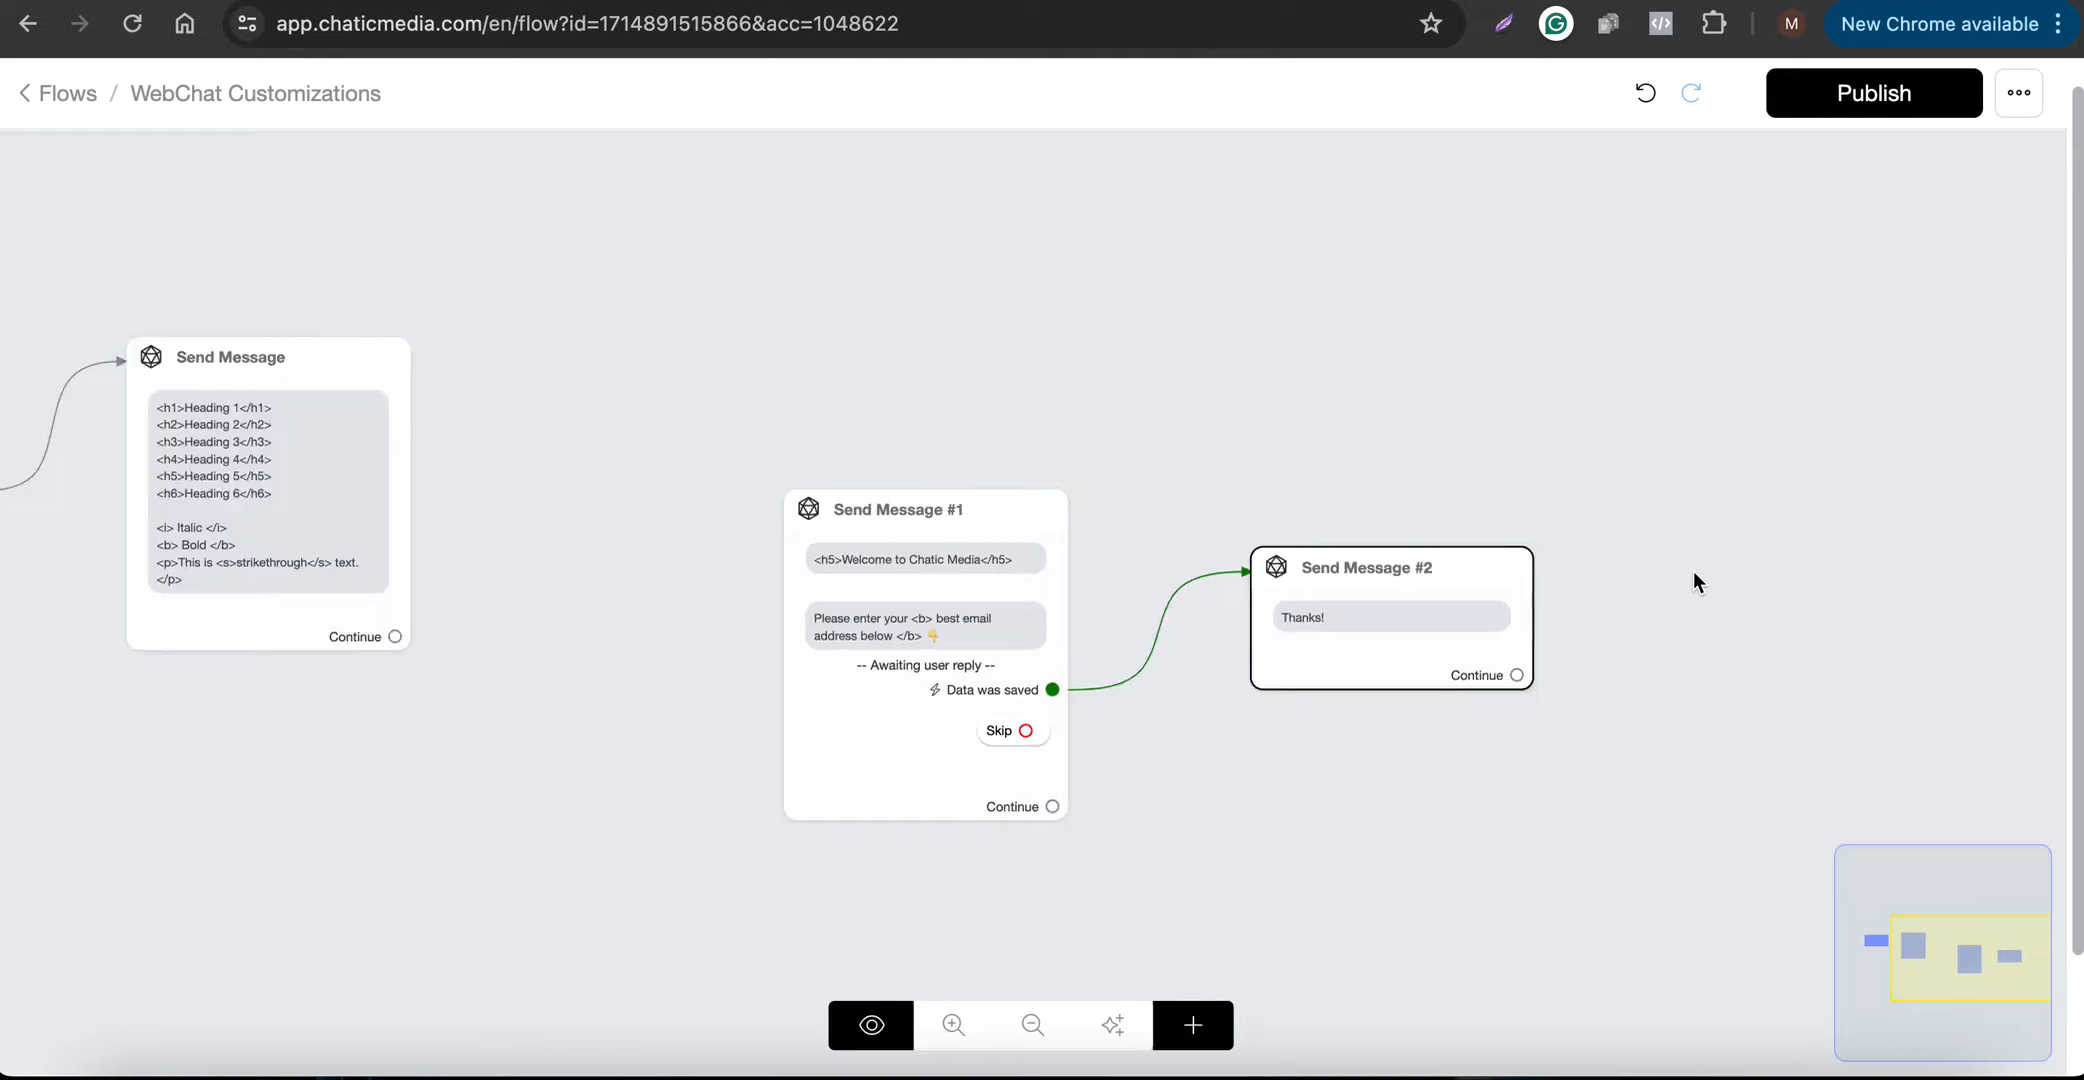 app.chaticmedia.com/en/flow?id=1714891515866&acc=1048622
M
New Chrome available
Flows / WebChat Customizations
Publish
Send Message
<h1>Heading 1</h1>
<h2>Heading 2</h2>
<h3>Heading 3</h3>
<h4>Heading 4</h4>
<h5>Heading 5</h5>
<h6>Heading 6</h6>
<i> Italic </i>
<b> Bold </b>
<p>This is <s>strikethrough</s> text.
</p>
Continue
Send Message #1
<h5>Welcome to Chatic Media</h5>
Please enter your <b> best email
address below </b> 👇
-- Awaiting user reply --
Data was saved
Skip
Continue
Send Message #2
Thanks!
Continue